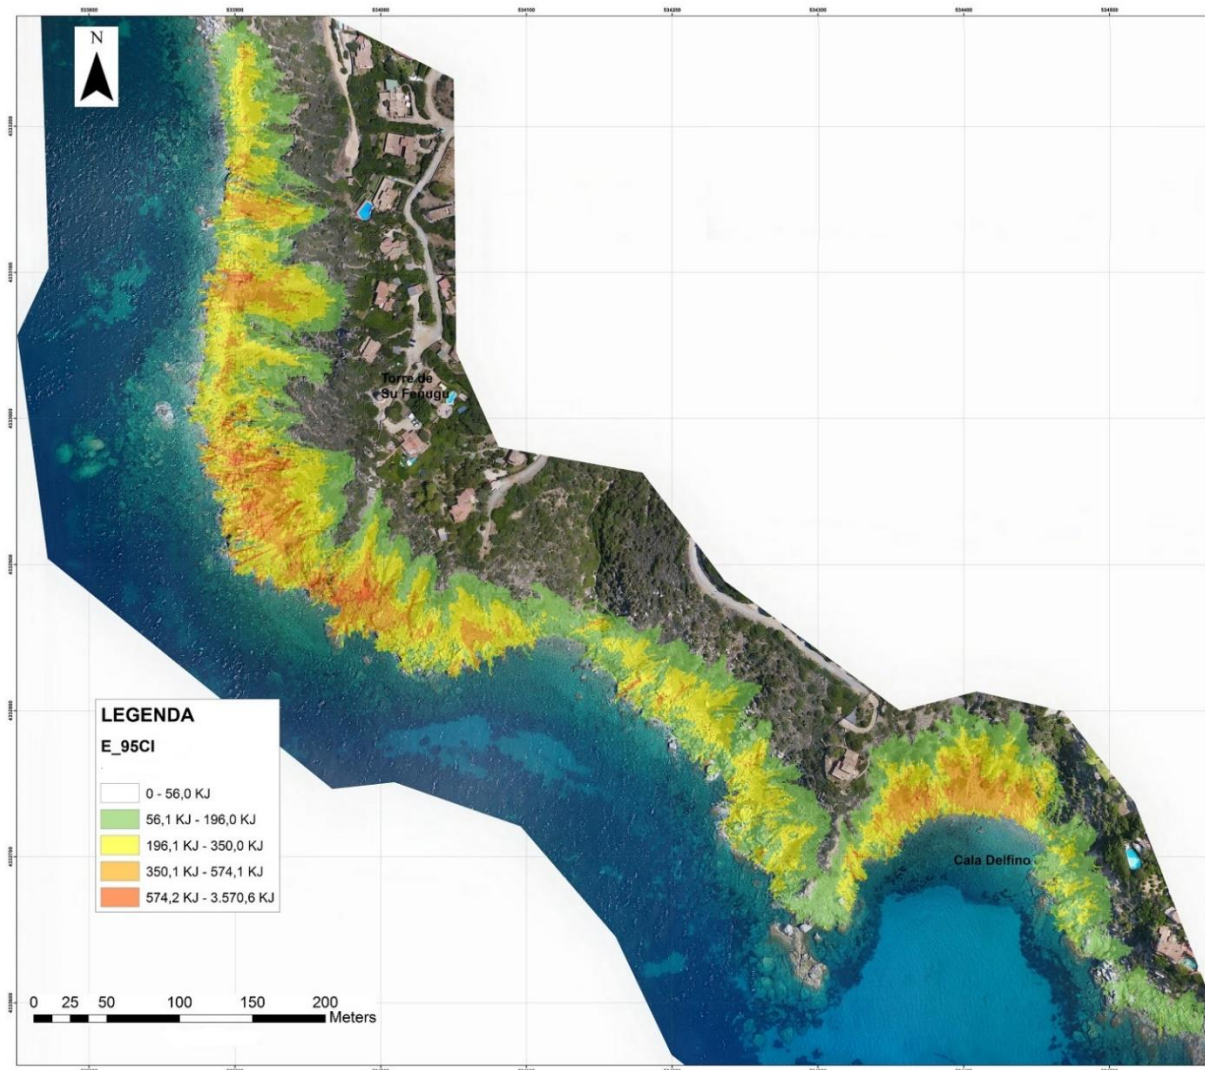 N
Torre de
Su Fenugu
LEGENDA
E_95CI
0 - 56,0 KJ
56,1 KJ - 196,0 KJ
196,1 KJ - 350,0 KJ
350,1 KJ - 574,1 KJ
574,2 KJ - 3.570,6 KJ
Cala Delfino
0 25 50 100 150 200
Meters